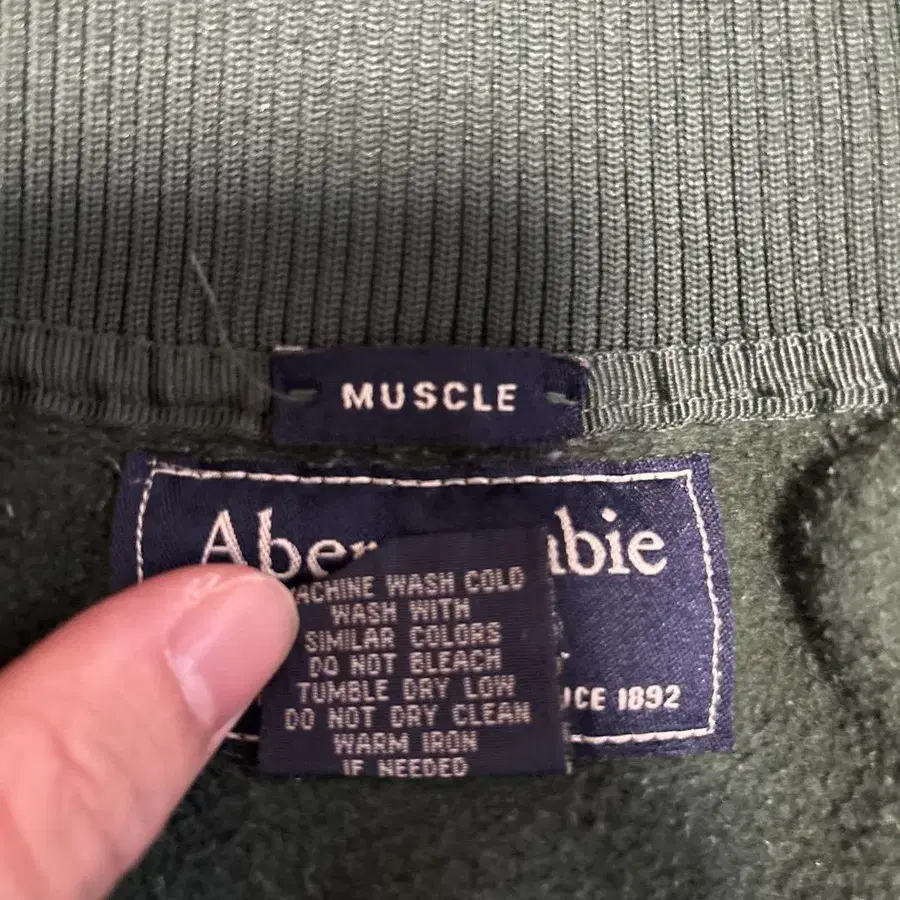 MUSCLE
Aber bie
MACHINE WASH COLD
WASH WITH
SIMILAR COLORS
DO NOT BLEACH
TUMBLE DRY LOW
DO NOT DRY CLEAN
WARM IRON
IF NEEDED
1892